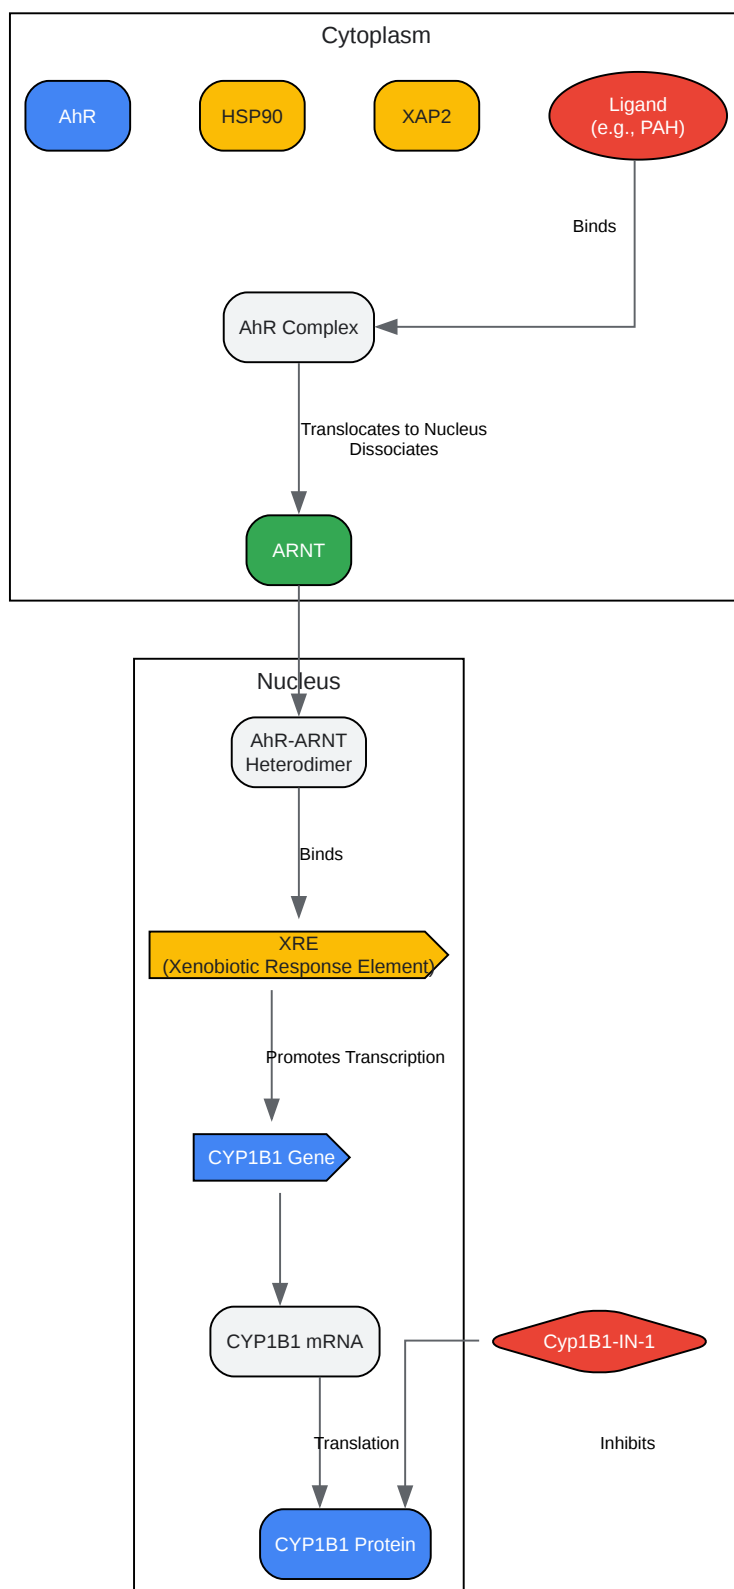 Cytoplasm
AhR
HSP90
XAP2
Ligand
(e.g., PAH)
Binds
AhR Complex
Translocates to Nucleus
Dissociates
ARNT
Nucleus
AhR-ARNT
Heterodimer
Binds
XRE
(Xenobiotic Response Element)
Promotes Transcription
CYP1B1 Gene
CYP1B1 mRNA
Cyp1B1-IN-1
Translation
Inhibits
CYP1B1 Protein